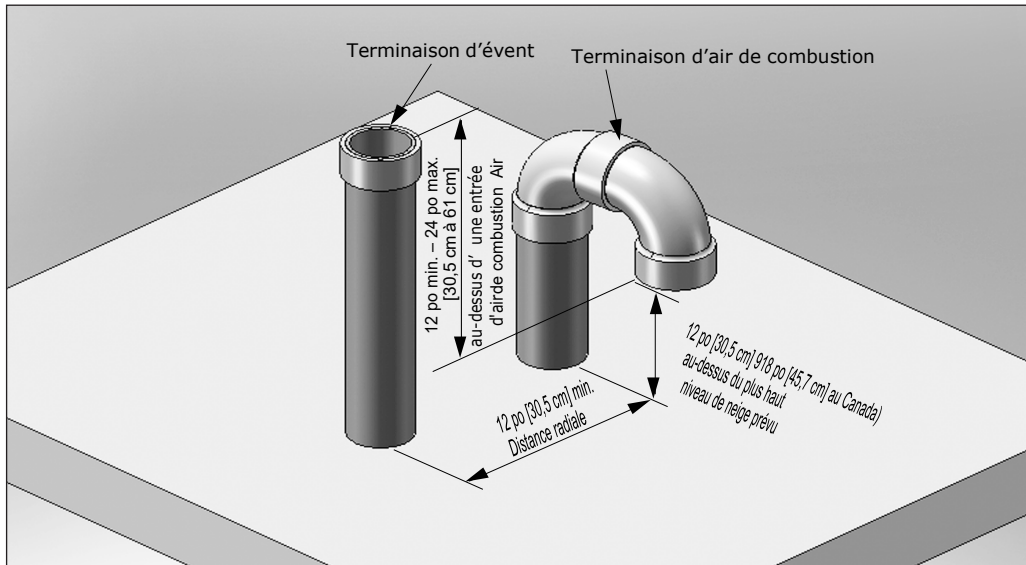 Terminaison d'évent
Terminaison d'air de combustion
12 po min. – 24 po max.
[30,5 cm à 61 cm]
au-dessus d' une entrée
d'airde combustion Air
12 po [30,5 cm] 918 po [45,7 cm] au Canada)
au-dessus du plus haut
niveau de neige prévu
12 po [30,5 cm] min.
Distance radiale